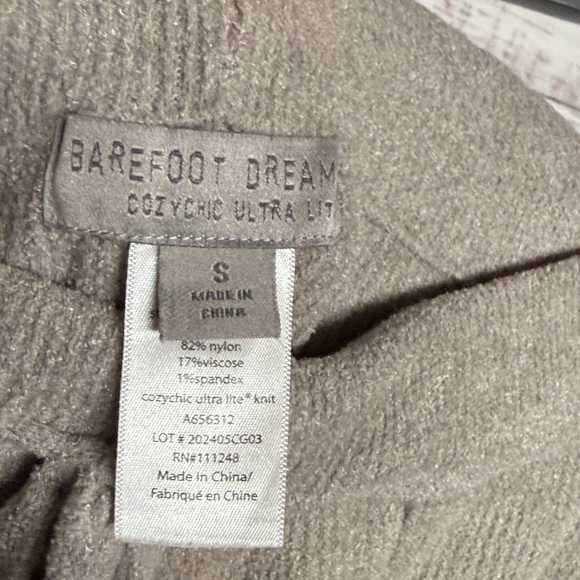 BAREFOOT DREAM
COZYCHIC ULTRA LIT
S
MADE IN
CHINA
82% nylon
17%viscose
1%spandex
cozychic ultra lite® knit
A656312
LOT # 202405CG03
RN#111248
Made in China/
Fabriqué en Chine